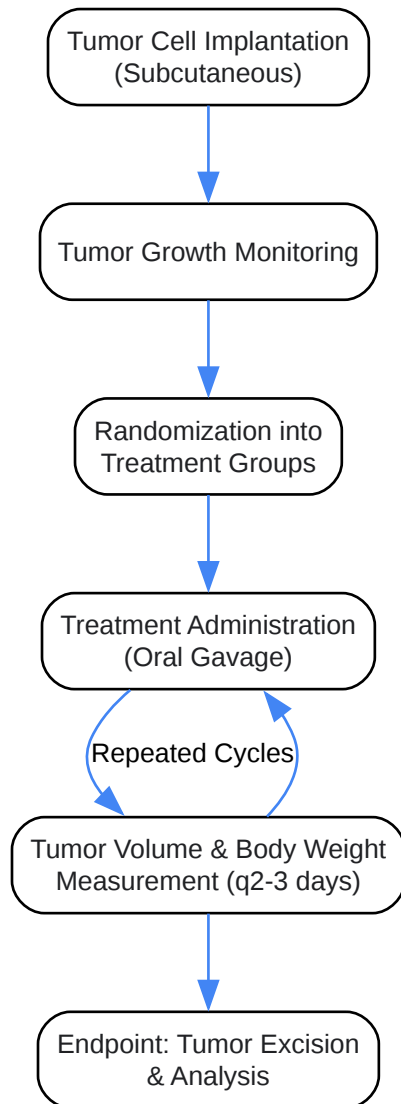 Tumor Cell Implantation
(Subcutaneous)
Tumor Growth Monitoring
Randomization into
Treatment Groups
Treatment Administration
(Oral Gavage)
Repeated Cycles
Tumor Volume & Body Weight
Measurement (q2-3 days)
Endpoint: Tumor Excision
& Analysis